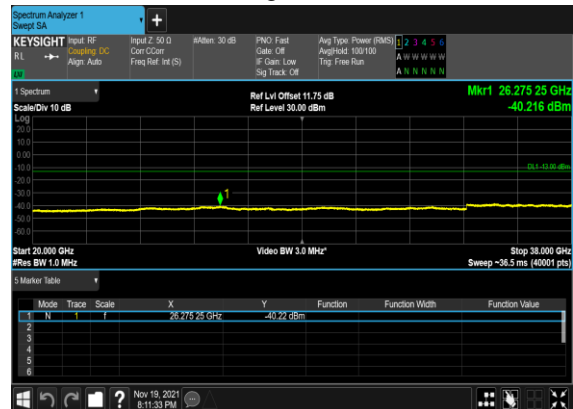 Spectrum Analyzer 1
Swept SA
+
KEYSIGHT
RL
LU
Input: RF
Coupling: DC
Align: Auto
Input Z: 50 Ω
Corr CCorr
Freq Ref: Int (S)
#Atten: 30 dB
PNO: Fast
Gate: Off
IF Gain: Low
Sig Track: Off
Avg Type: Power (RMS)
Avg|Hold: 100/100
Trig: Free Run
1 2 3 4 5 6
A W W W W W
A N N N N N
1 Spectrum
Scale/Div 10 dB
Ref Lvl Offset 11.75 dB
Ref Level 30.00 dBm
Mkr1 26.275 25 GHz
-40.216 dBm
Log
20.0
10.0
0.00
-10.0
DL1 -13.00 dBm
-20.0
-30.0
1
-40.0
-50.0
-60.0
Start 20.000 GHz
#Res BW 1.0 MHz
Video BW 3.0 MHz*
Stop 38.000 GHz
Sweep ~36.5 ms (40001 pts)
5 Marker Table
Mode Trace Scale X Y Function Function Width Function Value
1 N 1 f 26.275 25 GHz -40.22 dBm
2
3
4
5
6
?
Nov 19, 2021
8:11:33 PM